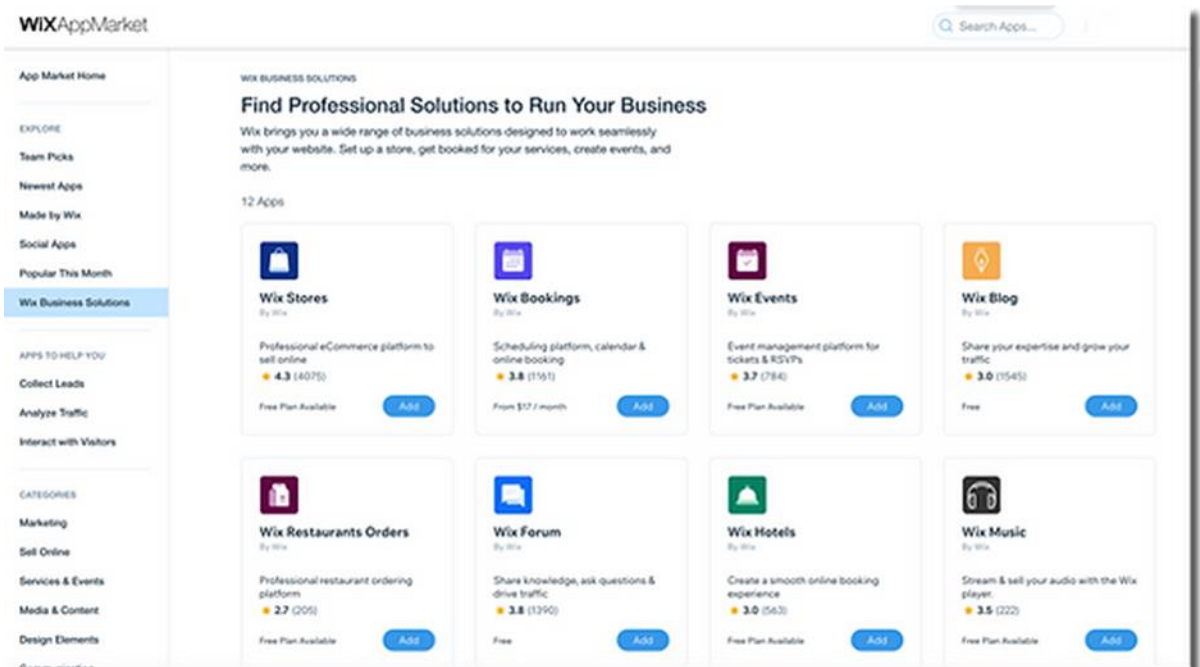 WiXAppMarket
Search Apps...
App Market Home
EXPLORE
Team Picks
Newest Apps
Made by Wix
Social Apps
Popular This Month
Wix Business Solutions
APPS TO HELP YOU
Collect Leads
Analyze Traffic
Interact with Visitors
CATEGORIES
Marketing
Sell Online
Services & Events
Media & Content
Design Elements
Communication
WIX BUSINESS SOLUTIONS
Find Professional Solutions to Run Your Business
Wix brings you a wide range of business solutions designed to work seamlessly
with your website. Set up a store, get booked for your services, create events, and
more.
12 Apps
Wix Stores
By Wix
Professional eCommerce platform to
sell online
4.3 (4075)
Free Plan Available
Add
Wix Bookings
By Wix
Scheduling platform, calendar &
online booking
3.8 (1161)
From $17 / month
Add
Wix Events
By Wix
Event management platform for
tickets & RSVPs
3.7 (784)
Free Plan Available
Add
Wix Blog
By Wix
Share your expertise and grow your
traffic
3.0 (1545)
Free
Add
Wix Restaurants Orders
By Wix
Professional restaurant ordering
platform
2.7 (205)
Free Plan Available
Add
Wix Forum
By Wix
Share knowledge, ask questions &
drive traffic
3.8 (1390)
Free
Add
Wix Hotels
By Wix
Create a smooth online booking
experience
3.0 (563)
Free Plan Available
Add
Wix Music
By Wix
Stream & sell your audio with the Wix
player.
3.5 (222)
Free Plan Available
Add